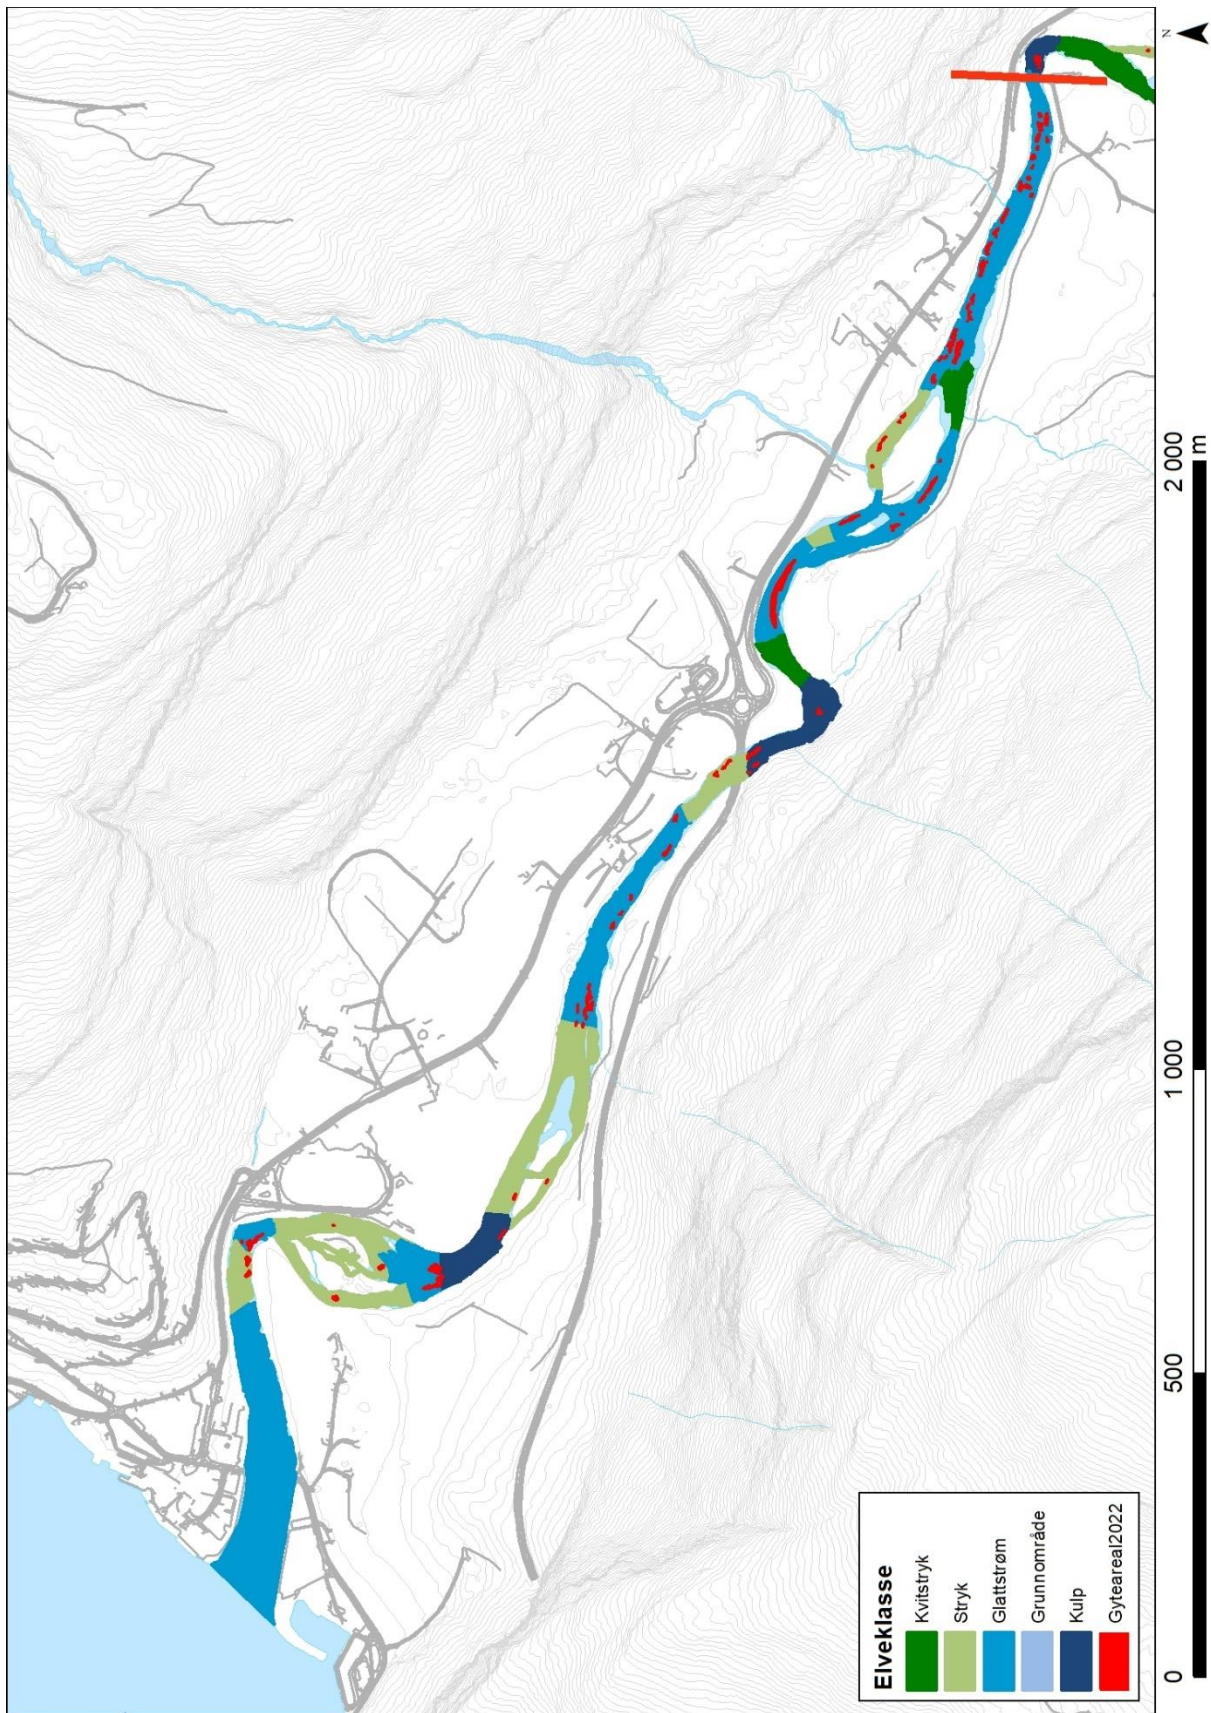 N
Elveklasse
Kvitstryk
Stryk
Glattstrøm
Grunnområde
Kulp
Gyteareal2022
0 500 1 000 2 000
m